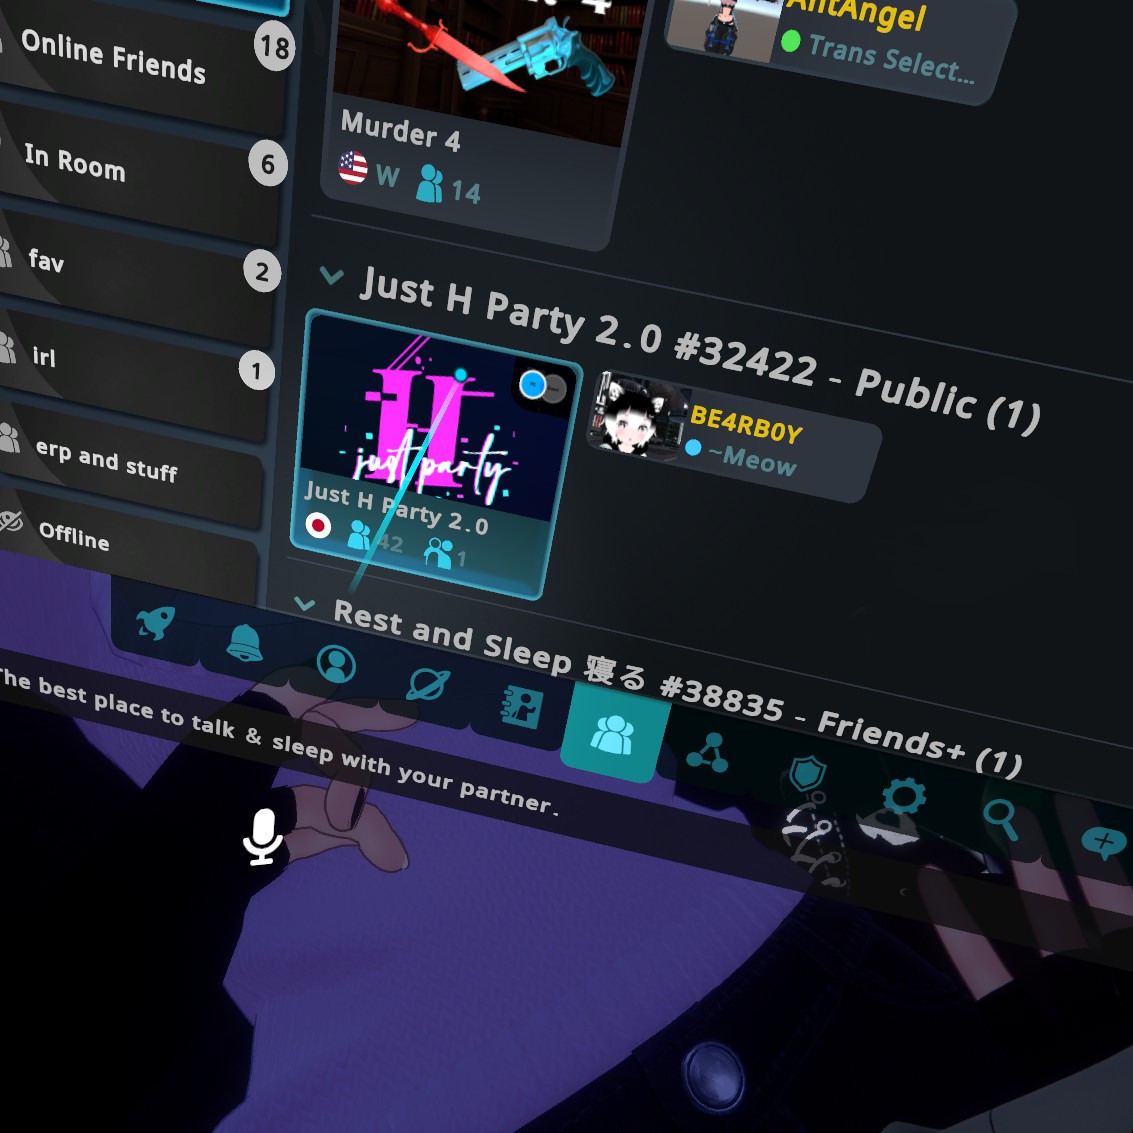 Online Friends
18
In Room
6
fav
2
irl
1
erp and stuff
Offline
Murder 4
W 14
AntAngel
Trans Select...
Just H Party 2.0 #32422 - Public (1)
H
just party
Just H Party 2.0
42 1
BE4RB0Y
~Meow
Rest and Sleep 寝る #38835 - Friends+ (1)
The best place to talk & sleep with your partner.